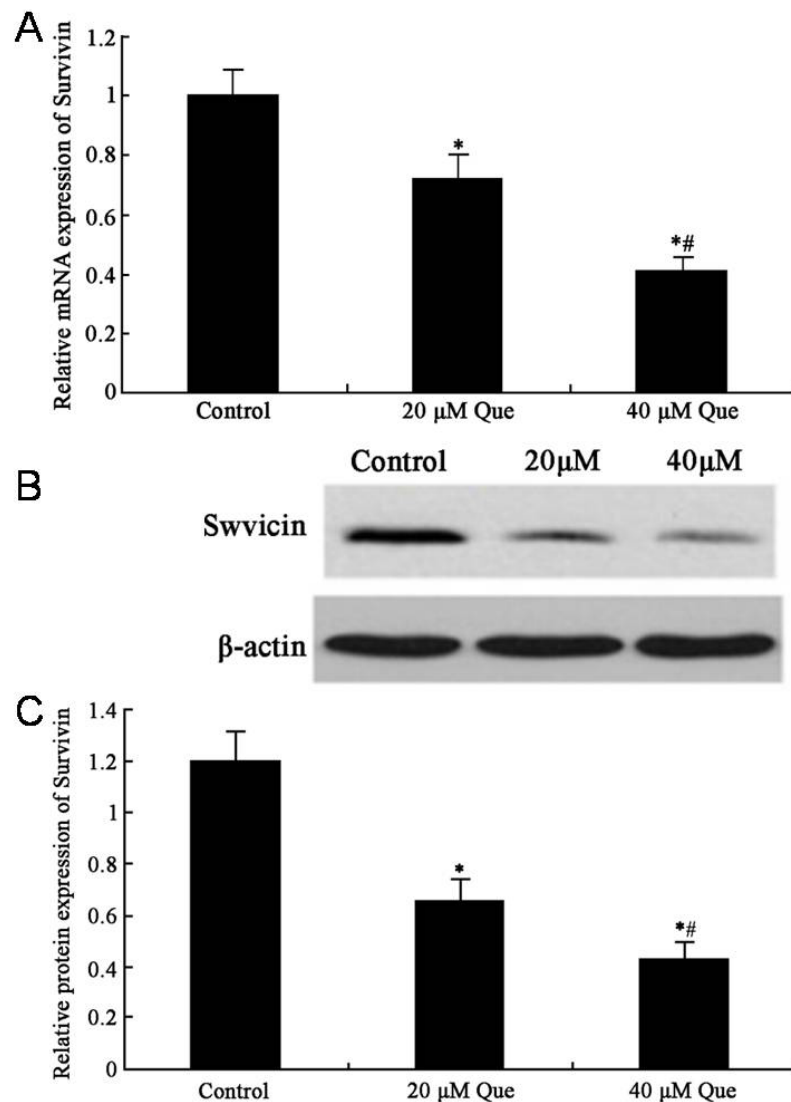 A
Relative mRNA expression of Survivin
1.2
1
0.8
0.6
0.4
0.2
0
*
*#
Control 20 μM Que 40 μM Que
B
Control 20μM 40μM
Swvicin
β-actin
C
Relative protein expression of Survivin
1.4
1.2
1
0.8
0.6
0.4
0.2
0
*
*#
Control 20 μM Que 40 μM Que